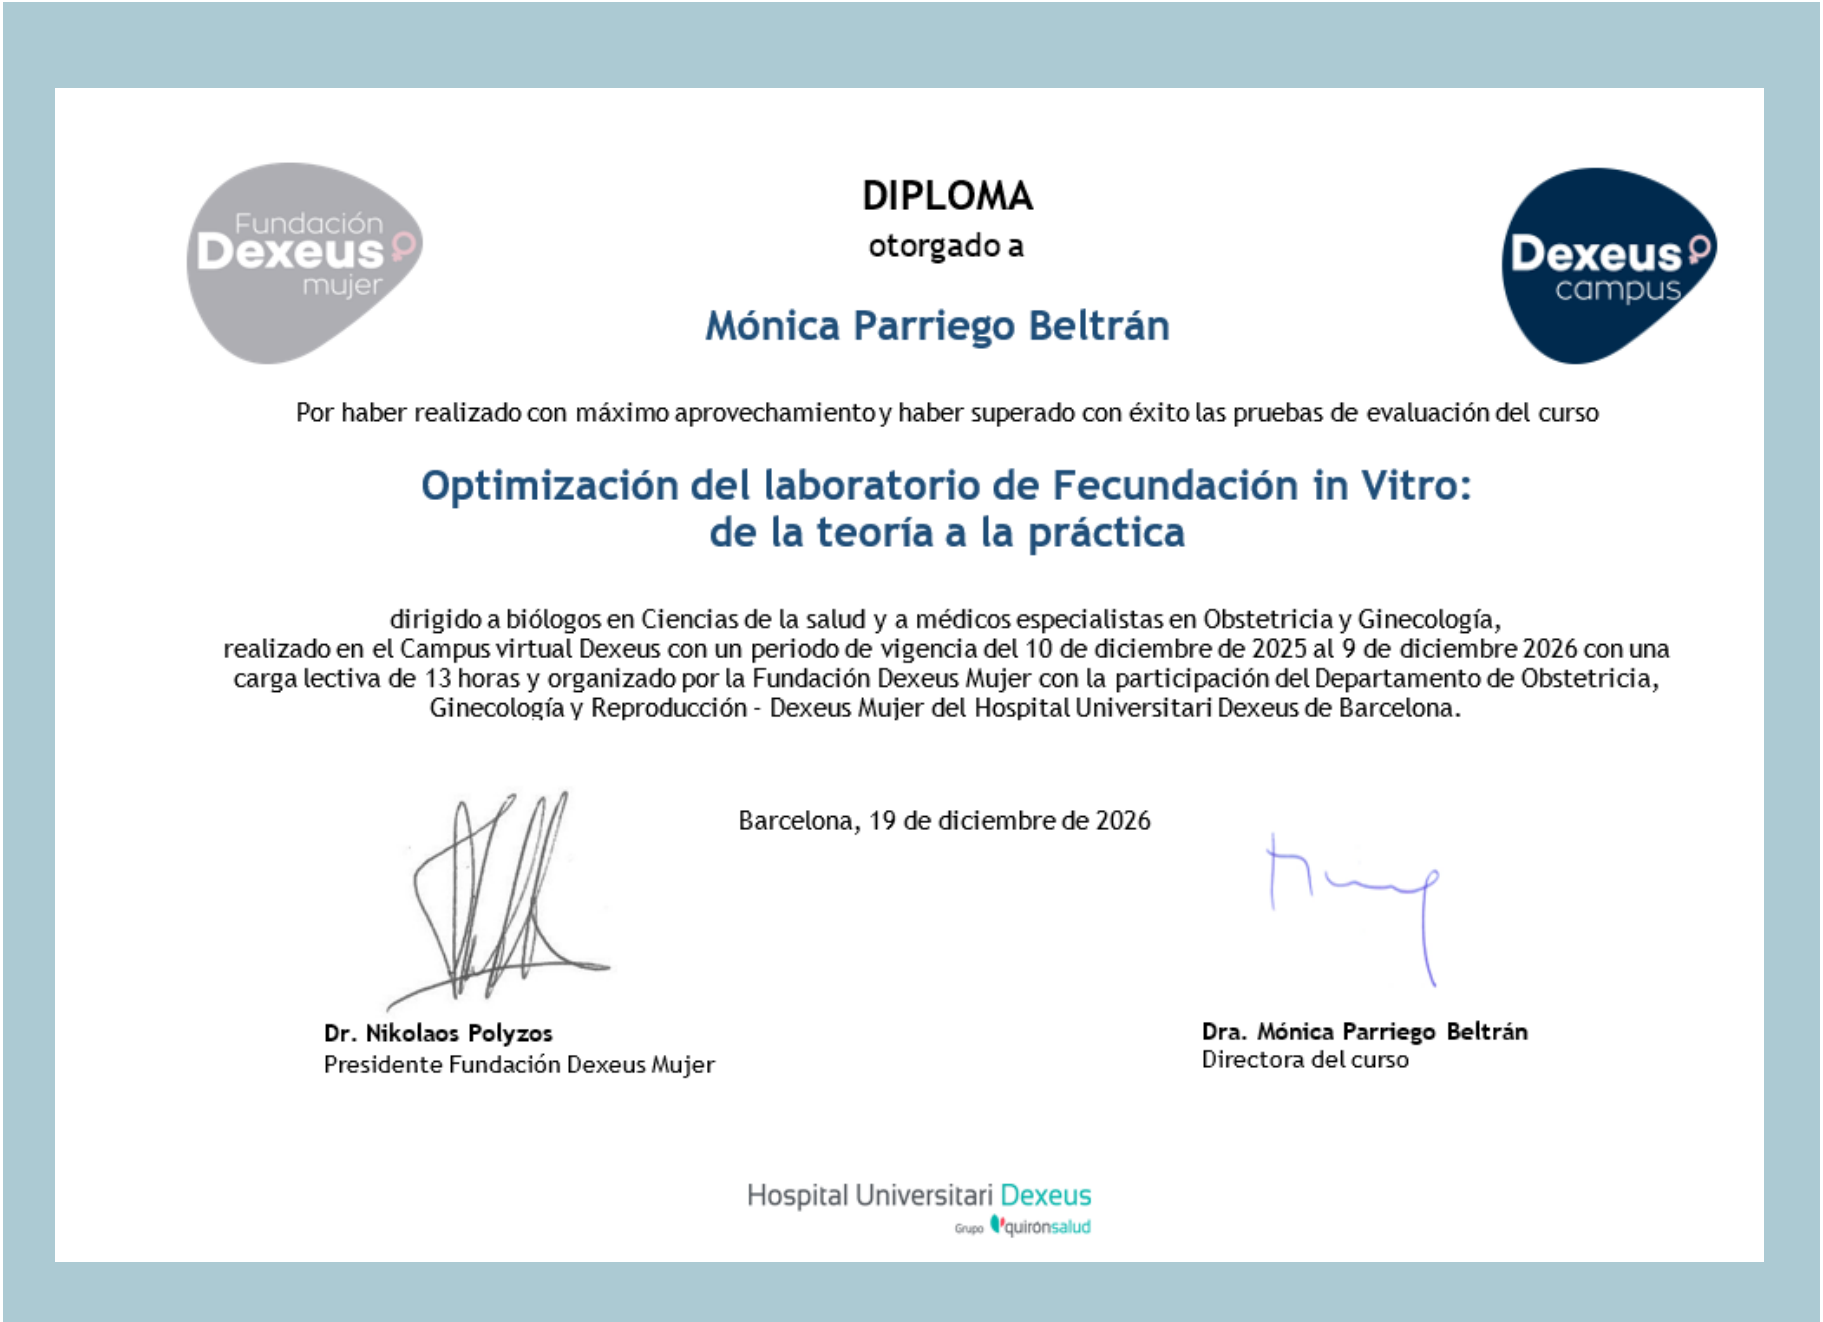 Fundación
Dexeus
mujer
DIPLOMA
otorgado a
Dexeus
campus
Mónica Parriego Beltrán
Por haber realizado con máximo aprovechamiento y haber superado con éxito las pruebas de evaluación del curso
Optimización del laboratorio de Fecundación in Vitro:
de la teoría a la práctica
dirigido a biólogos en Ciencias de la salud y a médicos especialistas en Obstetricia y Ginecología,
realizado en el Campus virtual Dexeus con un periodo de vigencia del 10 de diciembre de 2025 al 9 de diciembre 2026 con una
carga lectiva de 13 horas y organizado por la Fundación Dexeus Mujer con la participación del Departamento de Obstetricia,
Ginecología y Reproducción - Dexeus Mujer del Hospital Universitari Dexeus de Barcelona.
Barcelona, 19 de diciembre de 2026
Dr. Nikolaos Polyzos
Presidente Fundación Dexeus Mujer
Dra. Mónica Parriego Beltrán
Directora del curso
Hospital Universitari Dexeus
Grupo quirónsalud